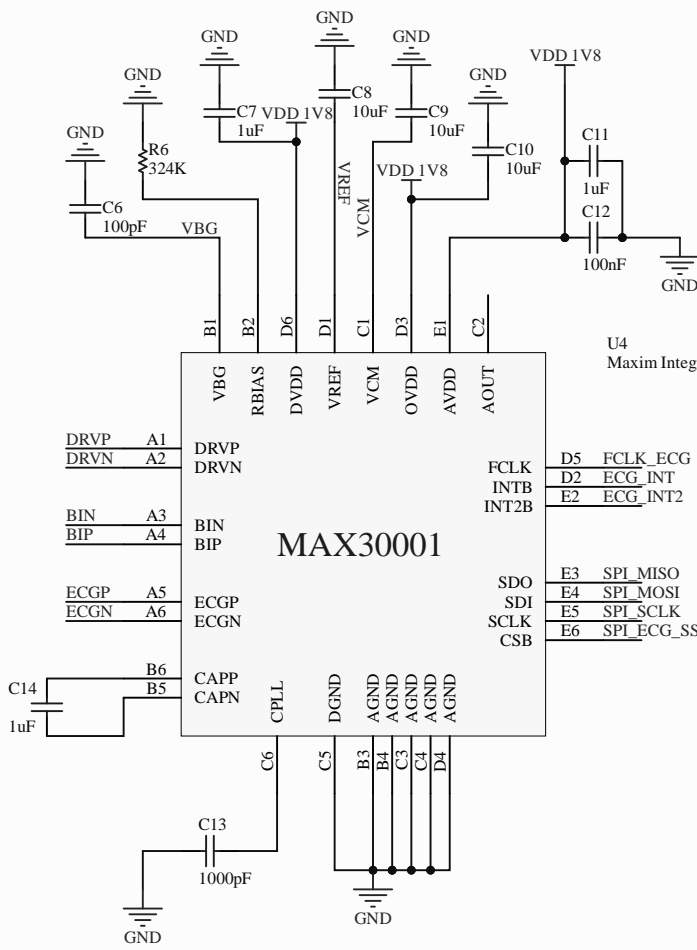 GND
GND
GND
GND
GND
GND
VDD 1V8
C8
10uF
C7
1uF
VDD 1V8
C9
10uF
R6
324K
C10
10uF
C11
1uF
VDD 1V8
C6
100pF
VBG
VREF
VCM
C12
100nF
GND
B1
B2
D6
D1
C1
D3
E1
C2
U4
Maxim Integ
VBG
RBIAS
DVDD
VREF
VCM
OVDD
AVDD
AOUT
DRVP A1 DRVP
DRVN A2 DRVN
FCLK D5 FCLK_ECG
INTB D2 ECG_INT
INT2B E2 ECG_INT2
BIN A3 BIN
BIP A4 BIP
MAX30001
SDO E3 SPI_MISO
SDI E4 SPI_MOSI
SCLK E5 SPI_SCLK
CSB E6 SPI_ECG_SS
ECGP A5 ECGP
ECGN A6 ECGN
B6 CAPP
B5 CAPN
C14
1uF
CPLL
DGND
AGND
AGND
AGND
AGND
AGND
C6
C5
B3
B4
C3
C4
D4
C13
1000pF
GND
GND